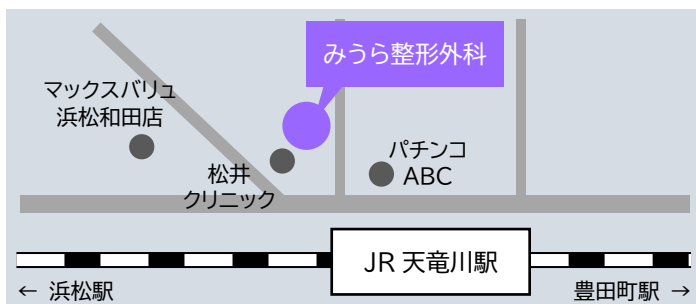 みうら整形外科
マックスバリュ
浜松和田店
パチンコ
ABC
松井
クリニック
JR 天竜川駅
← 浜松駅
豊田町駅 →